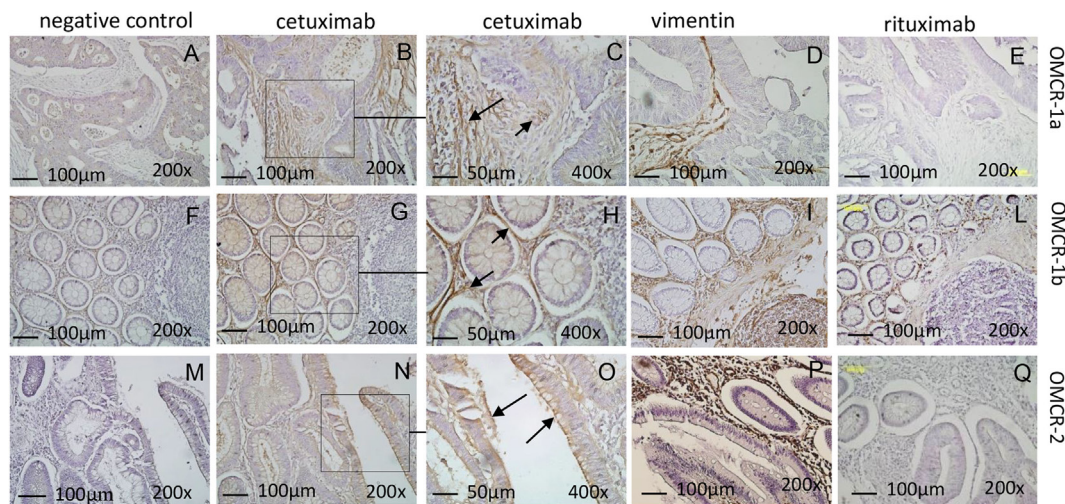 negative control cetuximab cetuximab vimentin rituximab
A B C D E OMCR-1a
100µm 200x 100µm 200x 50µm 400x 100µm 200x 100µm 200x
F G H I L OMCR-1b
100µm 200x 100µm 200x 50µm 400x 100µm 200x 100µm 200x
M N O P Q OMCR-2
100µm 200x 100µm 200x 50µm 400x 100µm 200x 100µm 200x